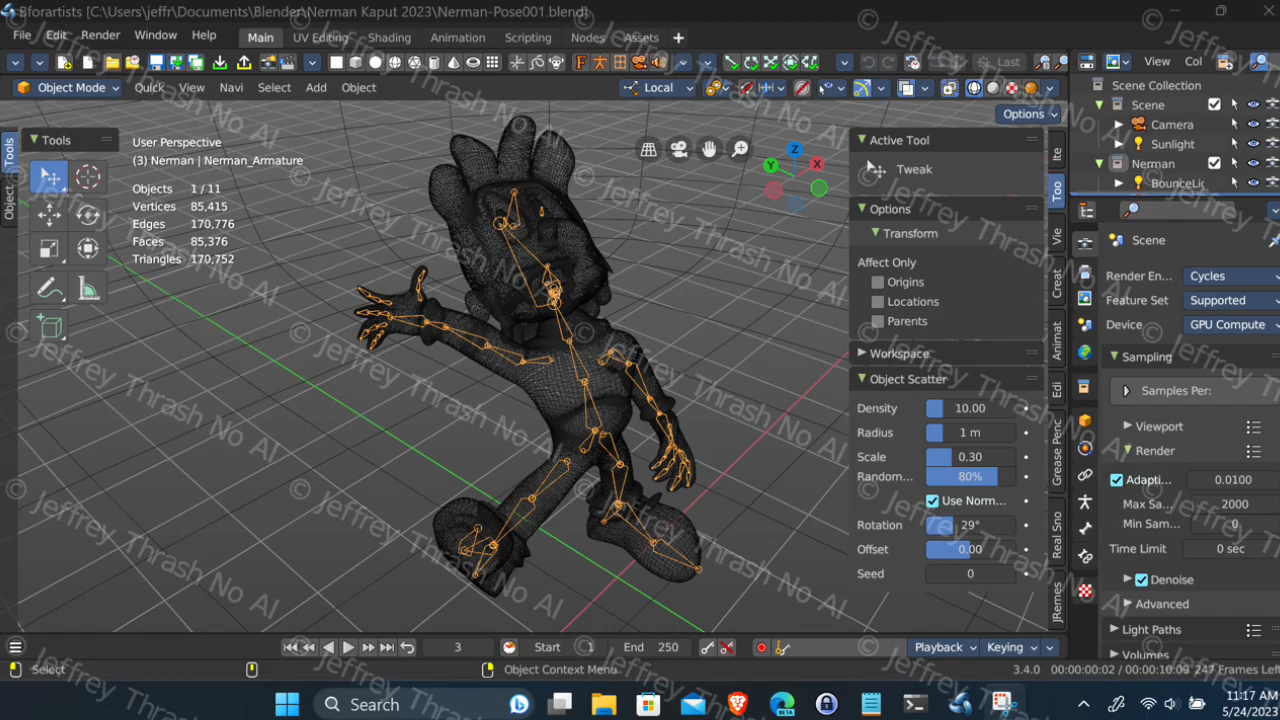 Bforartists [C:\Users\jeffr\Documents\Blender\Nerman Kaput 2023\Nerman-Pose001.blend]
File Edit Render Window Help Main UV Editing Shading Animation Scripting Nodes Assets
Last
View Col
Object Mode Quick View Navi Select Add Object Local
Options
Tools
Tools
Object
User Perspective
(3) Nerman | Nerman_Armature
Objects 1 / 11
Vertices 85,415
Edges 170,776
Faces 85,376
Triangles 170,752
Z
Y
X
Active Tool
Tweak
Options
Transform
Affect Only
Origins
Locations
Parents
Workspace
Object Scatter
Density 10.00
Radius 1 m
Scale 0.30
Random... 80%
Use Norm...
Rotation 29°
Offset 0.00
Seed 0
Ite
Too
Vie
Creat
Animat
Edi
Grease Penc
Real Sno
JRemes
Scene Collection
Scene
Camera
Sunlight
Nerman
BounceLig
Scene
Render En... Cycles
Feature Set Supported
Device GPU Compute
Sampling
Samples Per:
Viewport
Render
Adapti... 0.0100
Max Sa... 2000
Min Sam... 0
Time Limit 0 sec
Denoise
Advanced
Light Paths
Volumes
3 Start 1 End 250 Playback Keying
Select Object Context Menu 3.4.0 00:00:00:02 / 00:00:10:09 247 Frames Left
Search
11:17 AM
5/24/2023
BETA
© Jeffrey Thrash No AI